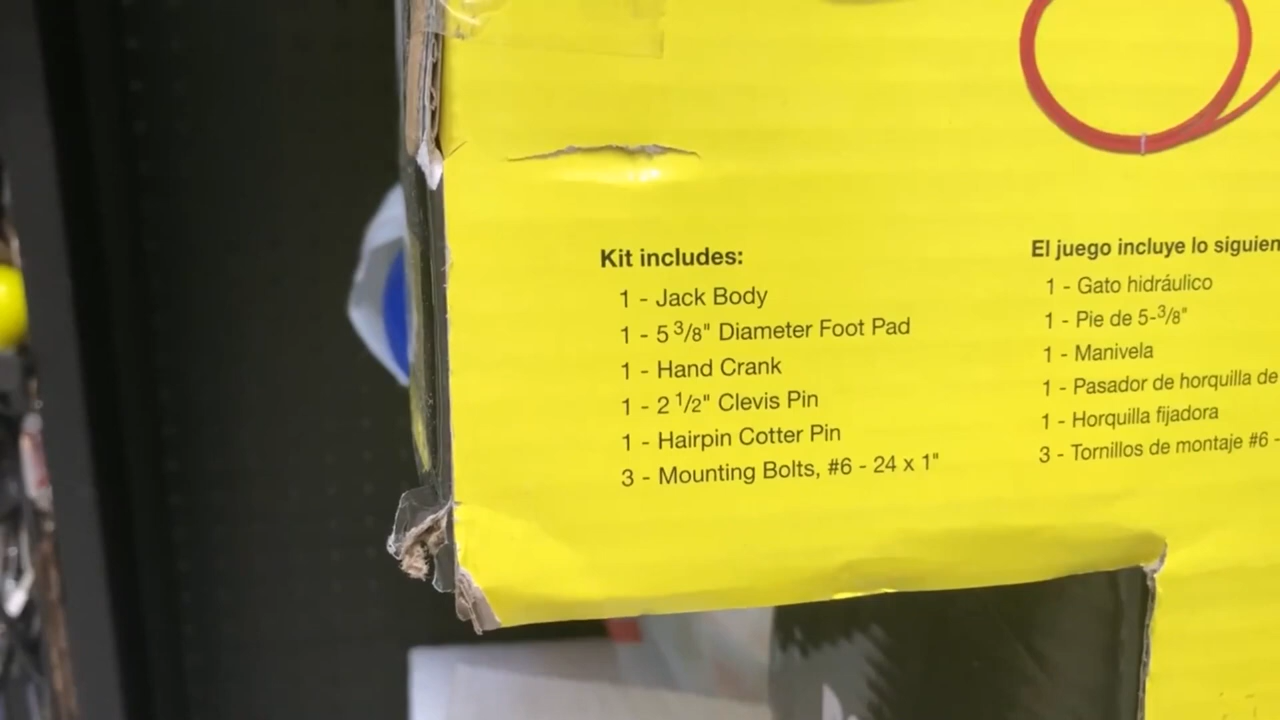 Kit includes:
1 - Jack Body
1 - 5 3/8" Diameter Foot Pad
1 - Hand Crank
1 - 2 1/2" Clevis Pin
1 - Hairpin Cotter Pin
3 - Mounting Bolts, #6 - 24 x 1"
El juego incluye lo
1 - Gato hidráulico
1 - Pie de 5-3/8"
1 - Manivela
1 - Pasador de horquilla de
1 - Horquilla fijadora
3 - Tornillos de montaje #6 -